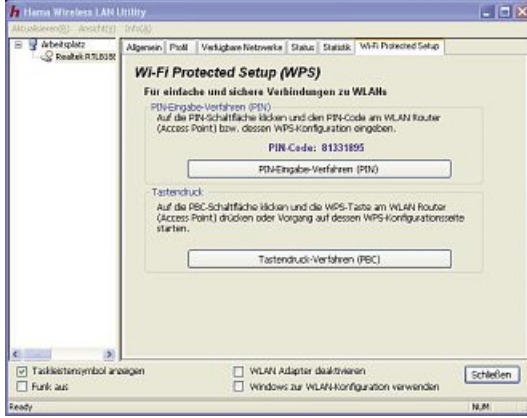 Hama Wireless LAN Utility
Aktualisieren(R) Ansicht(Y) Info(A)
Arbeitsplatz
Realtek RTL818
Allgemein Profil Verfügbare Netzwerke Status Statistik Wi-Fi Protected Setup
Wi-Fi Protected Setup (WPS)
Für einfache und sichere Verbindungen zu WLANs
PIN-Eingabe-Verfahren (PIN)
Auf die PIN-Schaltfläche klicken und den PIN-Code am WLAN Router
(Access Point) bzw. dessen WPS-Konfiguration eingeben.
PIN-Code: 81331895
PIN-Eingabe-Verfahren (PIN)
Tastendruck
Auf die PBC-Schaltfläche klicken und die WPS-Taste am WLAN Router
(Access Point) drücken oder Vorgang auf dessen WPS-Konfigurationsseite
starten.
Tastendruck-Verfahren (PBC)
Taskleistensymbol anzeigen
WLAN Adapter deaktivieren
Schließen
Funk aus
Windows zur WLAN-Konfiguration verwenden
Ready
NUM